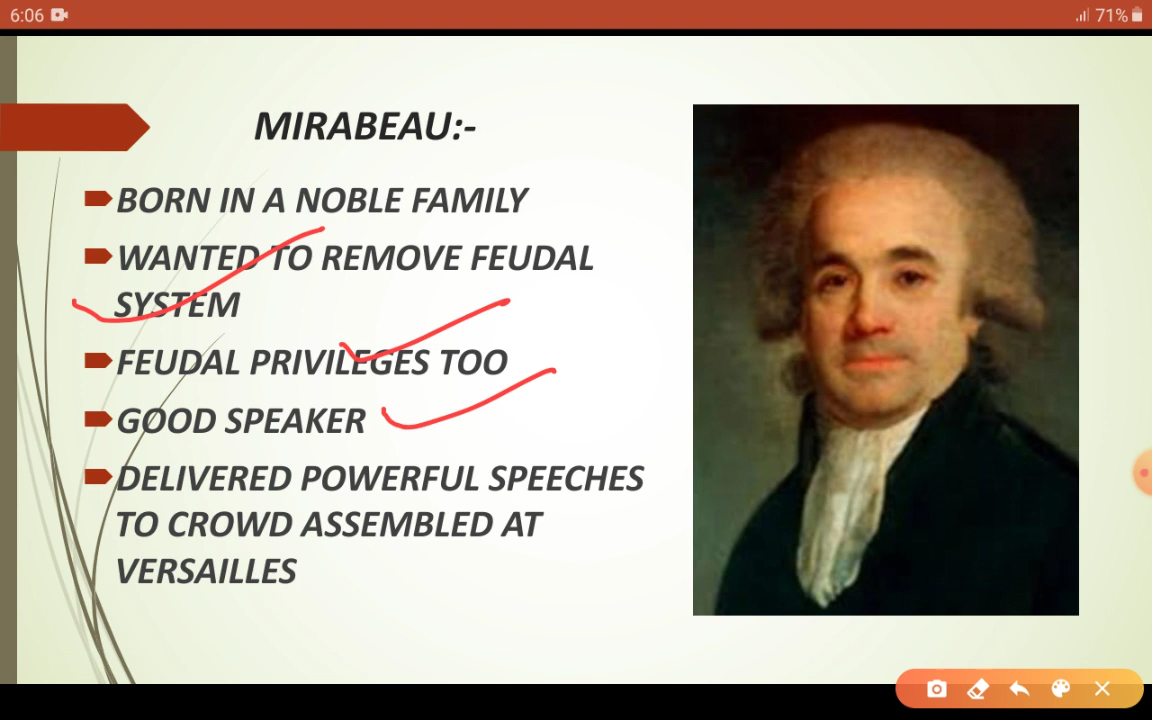 6:06
71%
MIRABEAU:-
BORN IN A NOBLE FAMILY
WANTED TO REMOVE FEUDAL
SYSTEM
FEUDAL PRIVILEGES TOO
GOOD SPEAKER
DELIVERED POWERFUL SPEECHES
TO CROWD ASSEMBLED AT
VERSAILLES